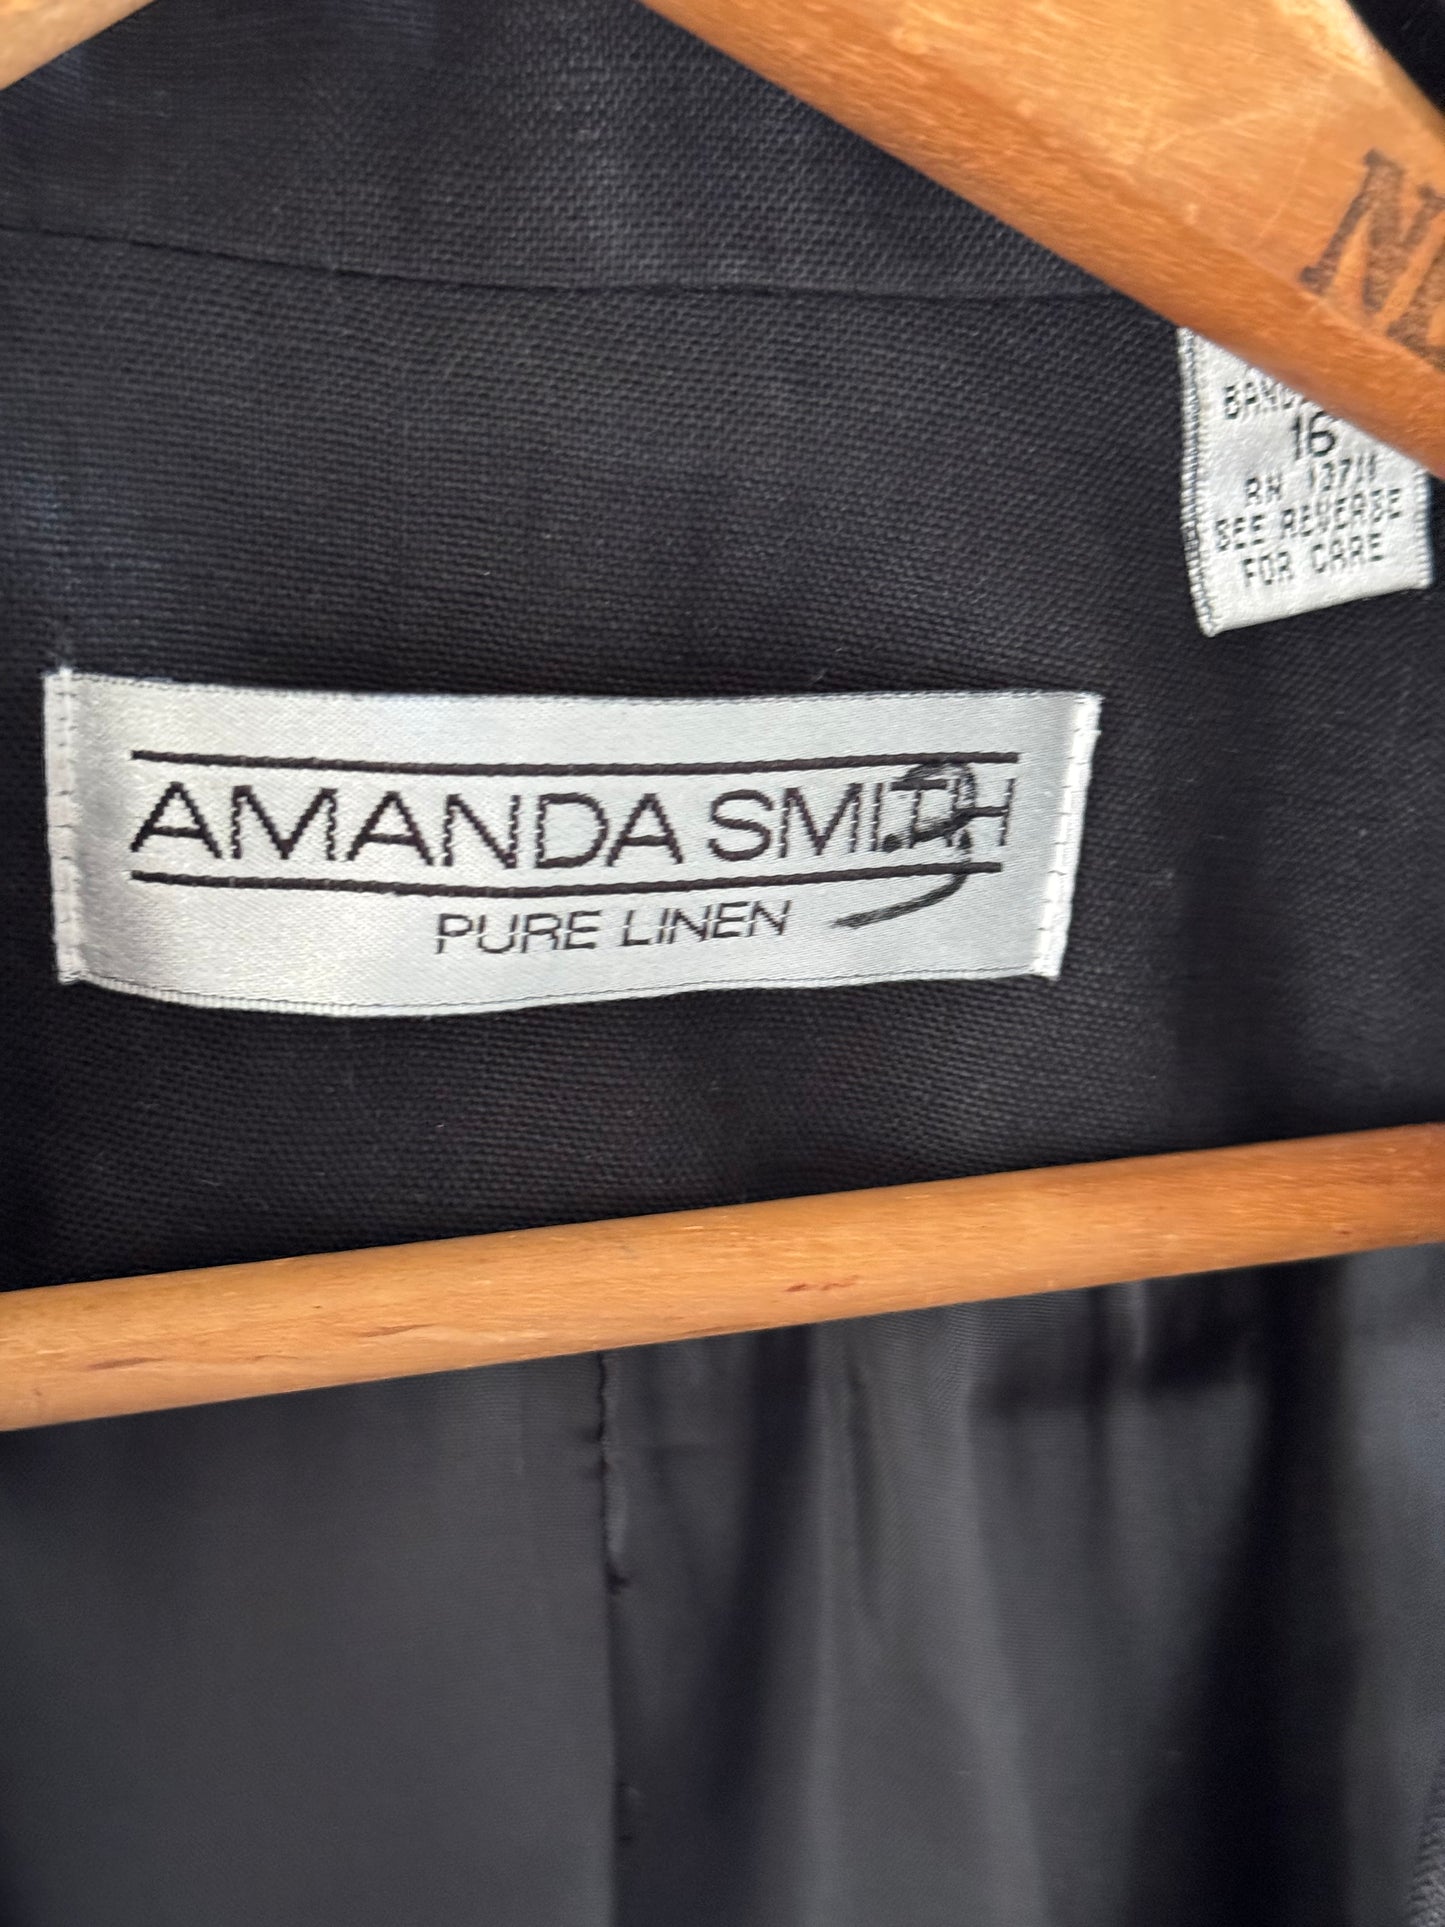 16
RN 13711
SEE REVERSE
FOR CARE
AMANDA SMITH
PURE LINEN